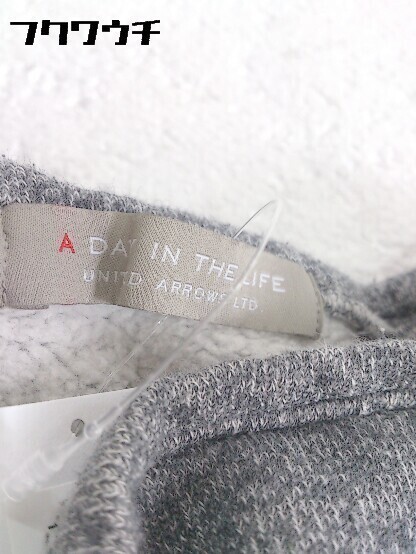 フクワウチ
A DAY IN THE LIFE
UNITED ARROWS LTD.